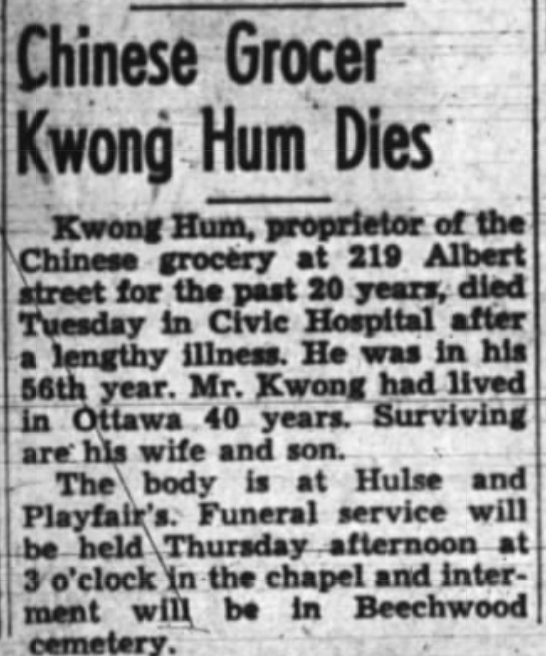 Chinese Grocer
Kwong Hum Dies
Kwong Hum, proprietor of the
Chinese grocery at 219 Albert
street for the past 20 years, died
Tuesday in Civic Hospital after
a lengthy illness. He was in his
56th year. Mr. Kwong had lived
in Ottawa 40 years. Surviving
are his wife and son.
The body is at Hulse and
Playfair's. Funeral service will
be held Thursday afternoon at
3 o'clock in the chapel and inter-
ment will be in Beechwood
cemetery.